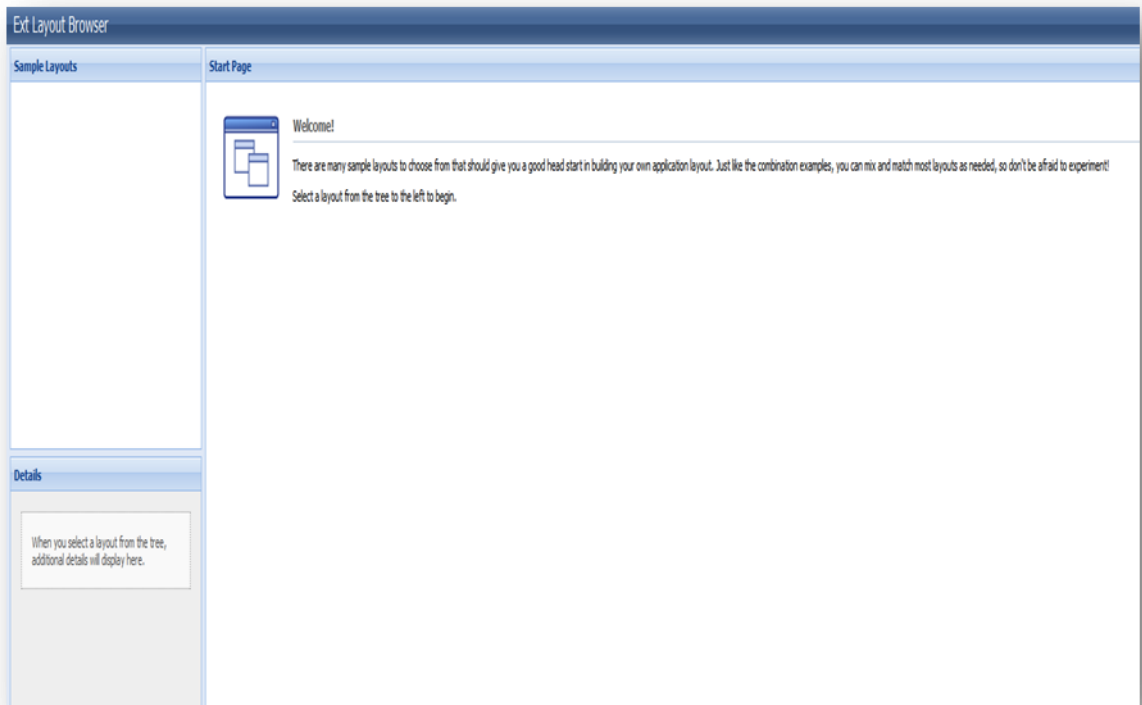 Ext Layout Browser
Sample Layouts
Start Page
Welcome!
There are many sample layouts to choose from that should give you a good head start in building your own application layout. Just like the combination examples, you can mix and match most layouts as needed, so don't be afraid to experiment!
Select a layout from the tree to the left to begin.
Details
When you select a layout from the tree,
additional details will display here.